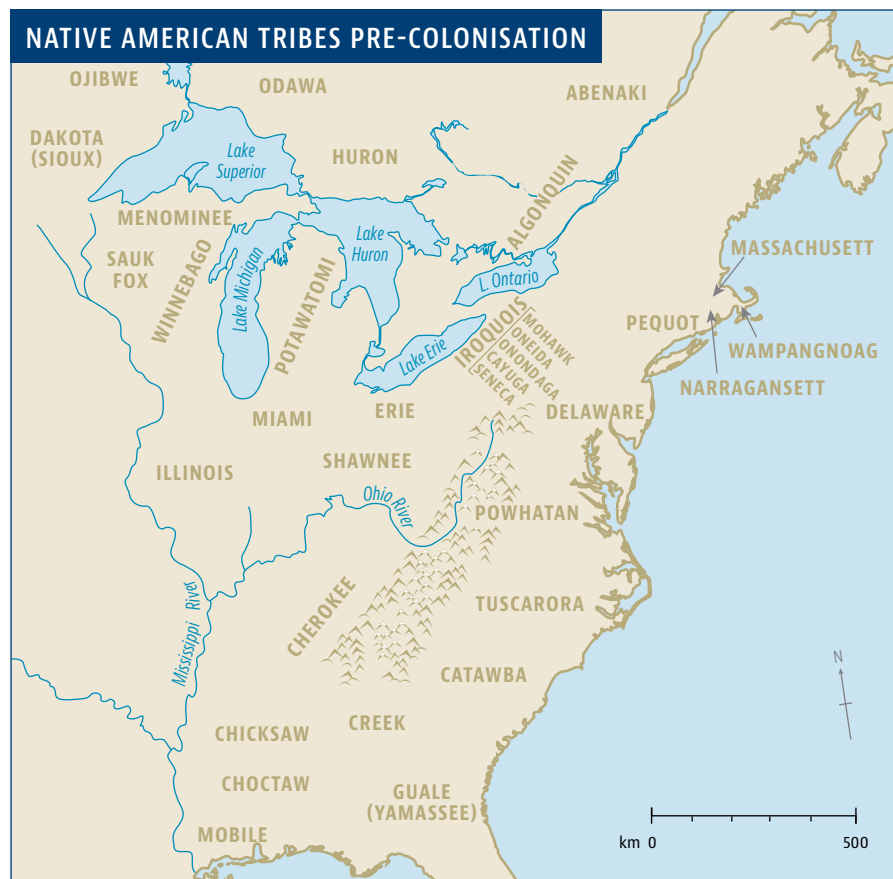 NATIVE AMERICAN TRIBES PRE-COLONISATION
OJIBWE
ODAWA
ABENAKI
DAKOTA
(SIOUX)
Lake
Superior
HURON
ALGONQUIN
MENOMINEE
SAUK
FOX
WINNEBAGO
Lake Michigan
POTAWATOMI
Lake
Huron
L. Ontario
MASSACHUSETT
PEQUOT
WAMPANGNOAG
NARRAGANSETT
Lake Erie
IROQUOIS
MOHAWK
ONEIDA
ONONDAGA
CAYUGA
SENECA
MIAMI
ERIE
DELAWARE
ILLINOIS
SHAWNEE
Ohio
River
POWHATAN
Mississippi River
CHEROKEE
TUSCARORA
CATAWBA
N
CHICKSAW
CREEK
CHOCTAW
GUALE
(YAMASSEE)
MOBILE
km 0 500